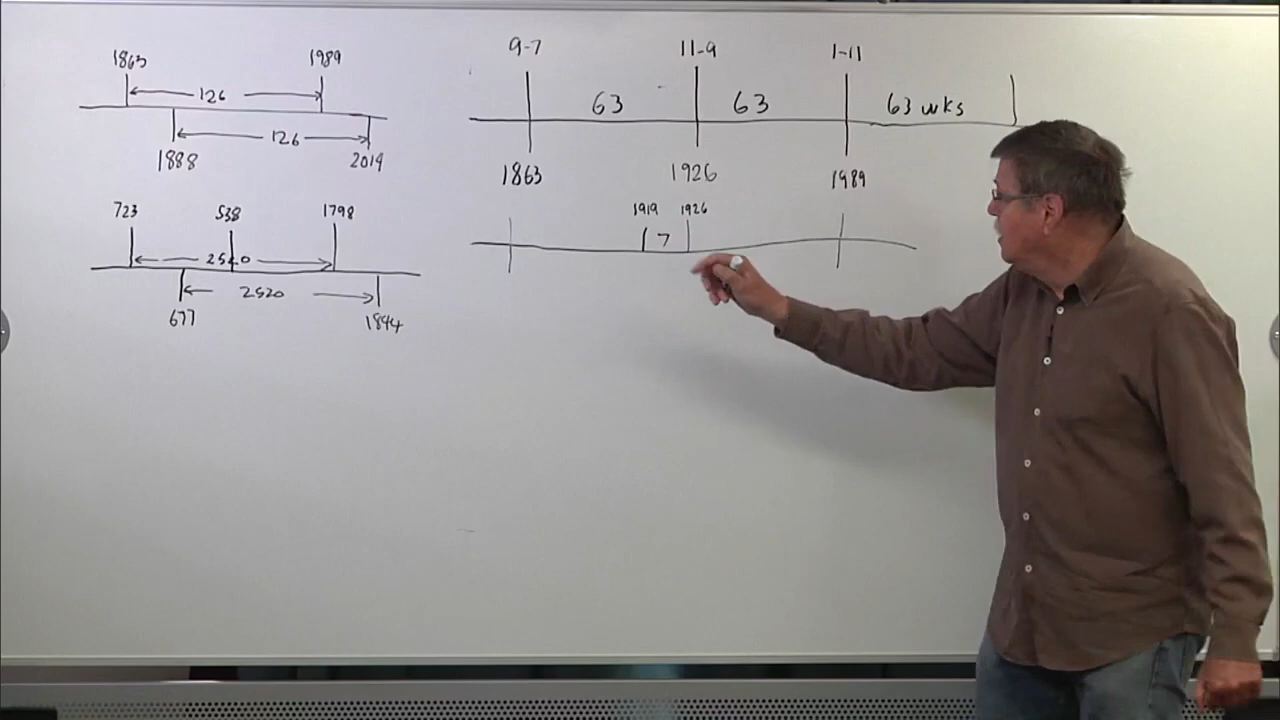 1863 1989
126
126
1888 2014
723 538 1798
2520
2520
677 1844
9-7 11-9 1-11
63 63 63 wks
1863 1926 1989
1919 1926
7